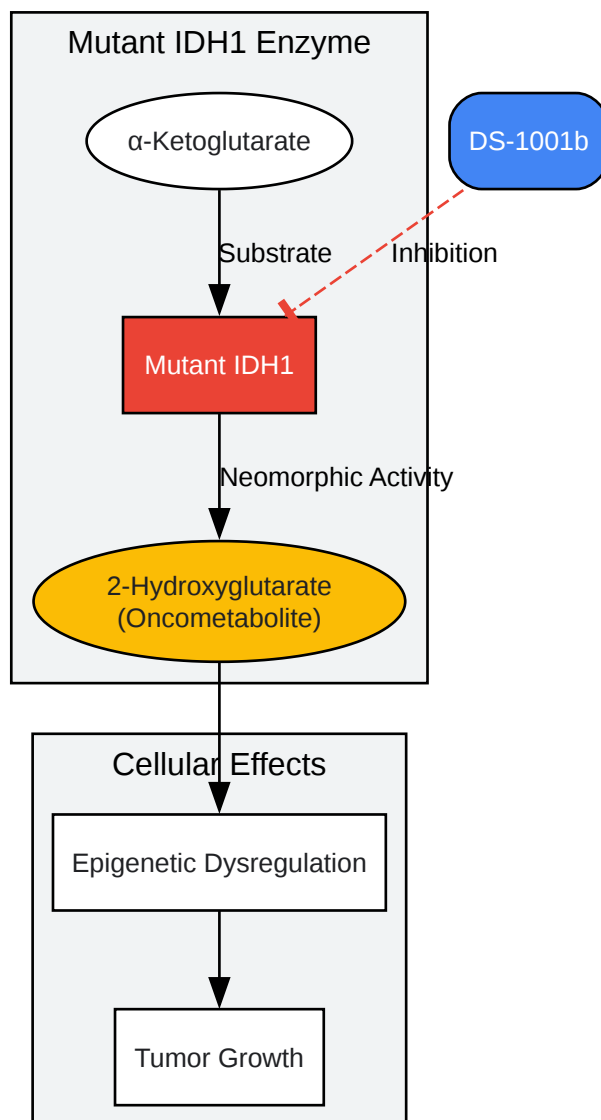 Mutant IDH1 Enzyme
α-Ketoglutarate
DS-1001b
Substrate
Inhibition
Mutant IDH1
Neomorphic Activity
2-Hydroxyglutarate
(Oncometabolite)
Cellular Effects
Epigenetic Dysregulation
Tumor Growth